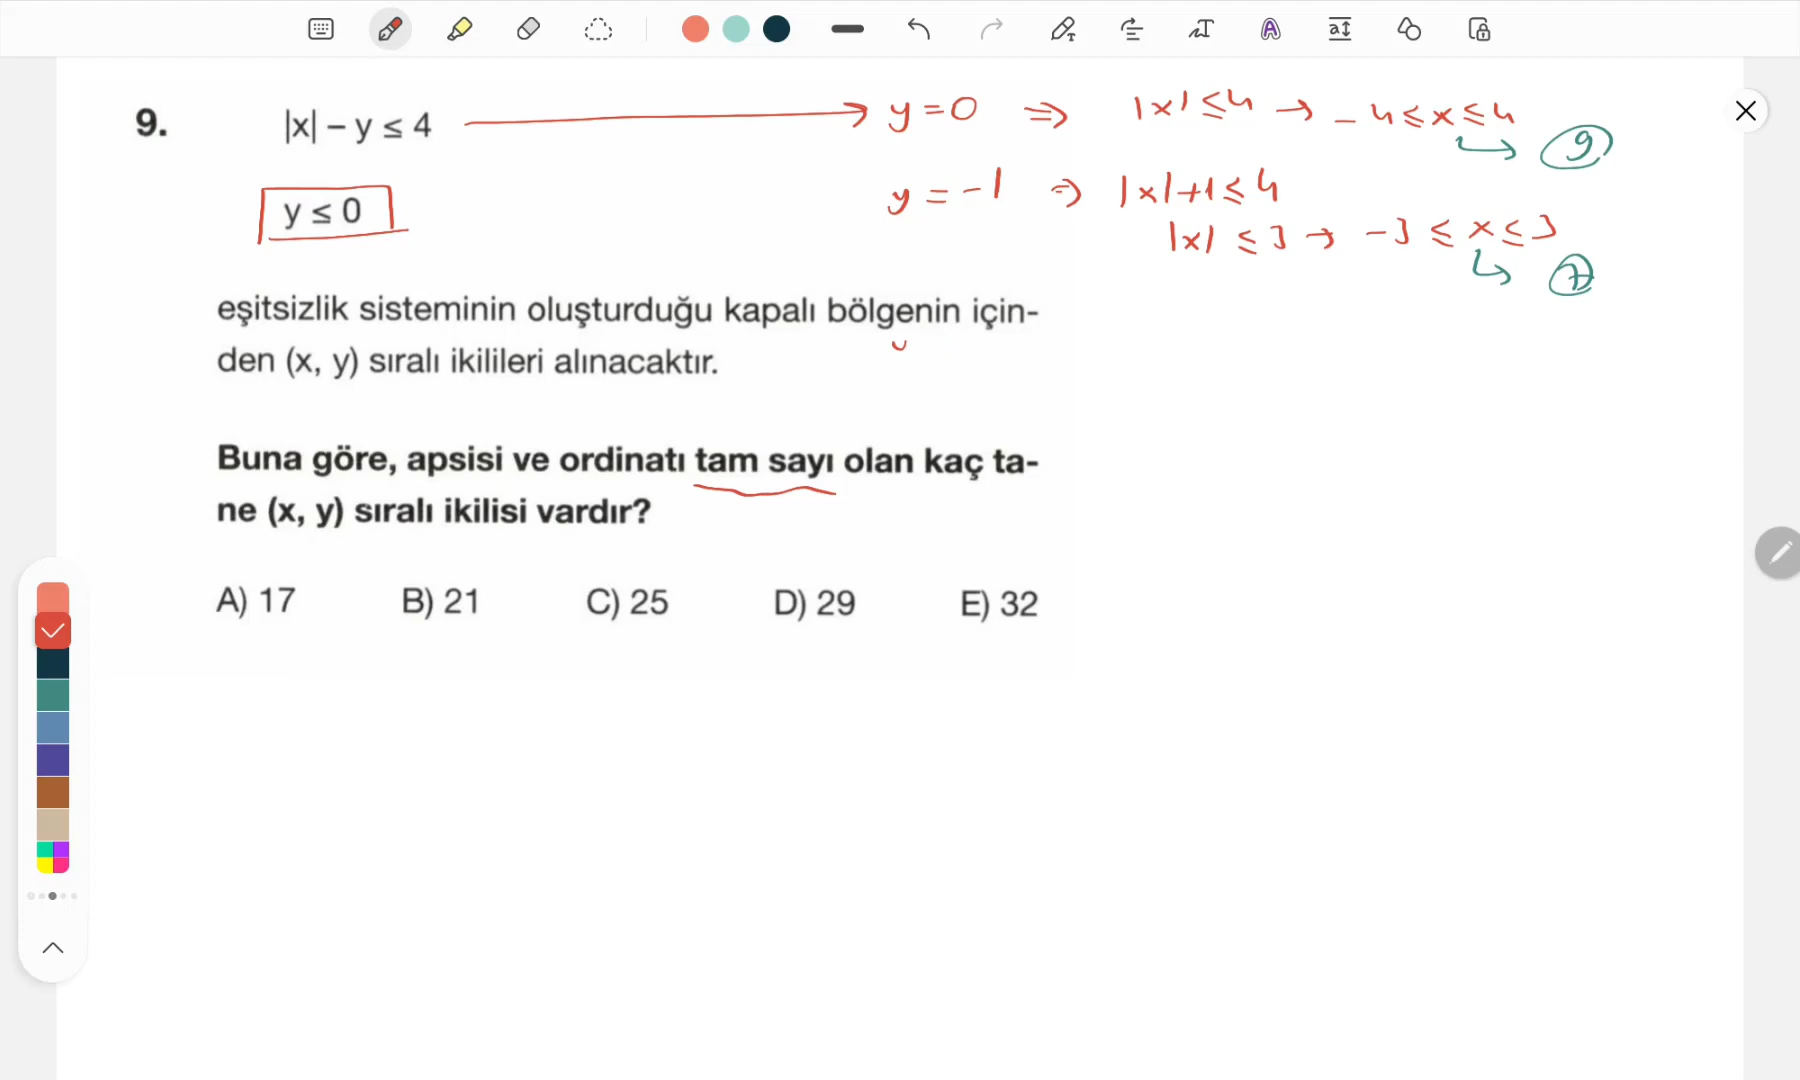 9.
|x| – y ≤ 4
y = 0 ⇒ |x| ≤ 4 → – 4 ≤ x ≤ 4
9
y ≤ 0
y = –1 ⇒ |x|+1 ≤ 4
|x| ≤ 3 → –3 ≤ x ≤ 3
7
eşitsizlik sisteminin oluşturduğu kapalı bölgenin için-
den (x, y) sıralı ikilileri alınacaktır.
Buna göre, apsisi ve ordinatı tam sayı olan kaç ta-
ne (x, y) sıralı ikilisi vardır?
A) 17 B) 21 C) 25 D) 29 E) 32